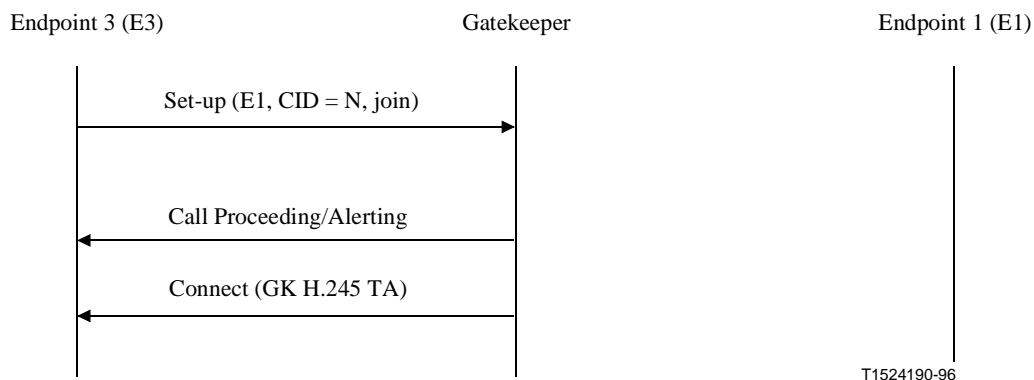 Endpoint 3 (E3)
Gatekeeper
Endpoint 1 (E1)
Set-up (E1, CID = N, join)
Call Proceeding/Alerting
Connect (GK H.245 TA)
T1524190-96